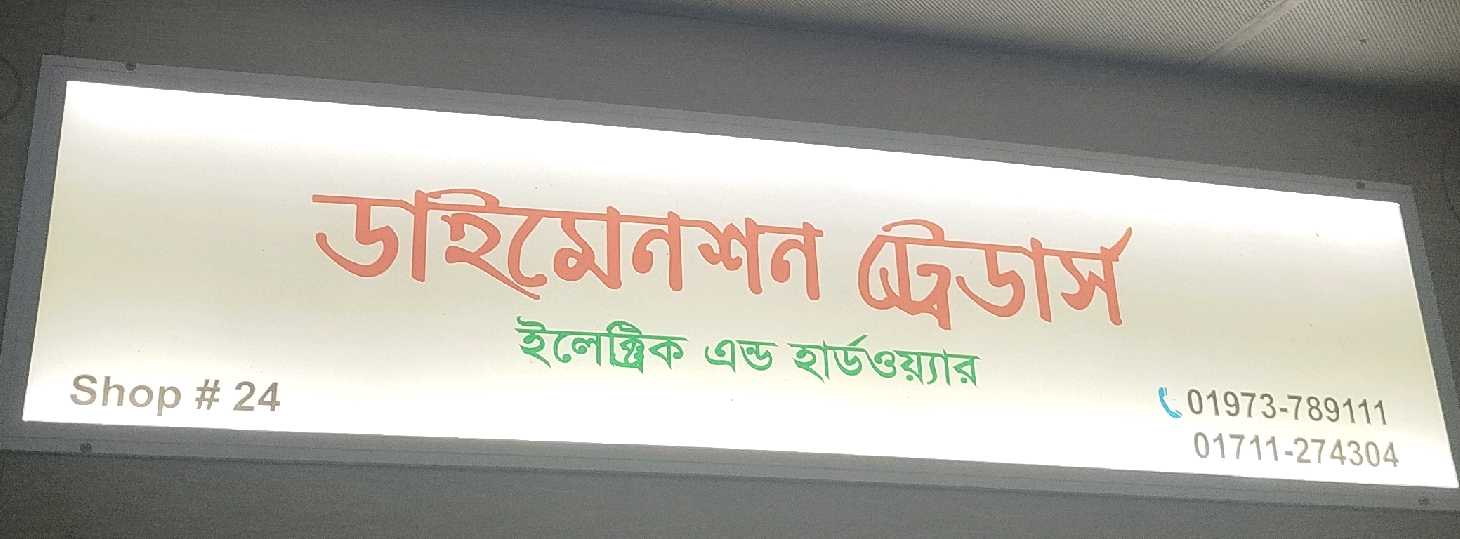 ডাইমেনশন ট্রেডার্স
ইলেক্ট্রিক এন্ড হার্ডওয়্যার
Shop # 24
01973-789111
01711-274304